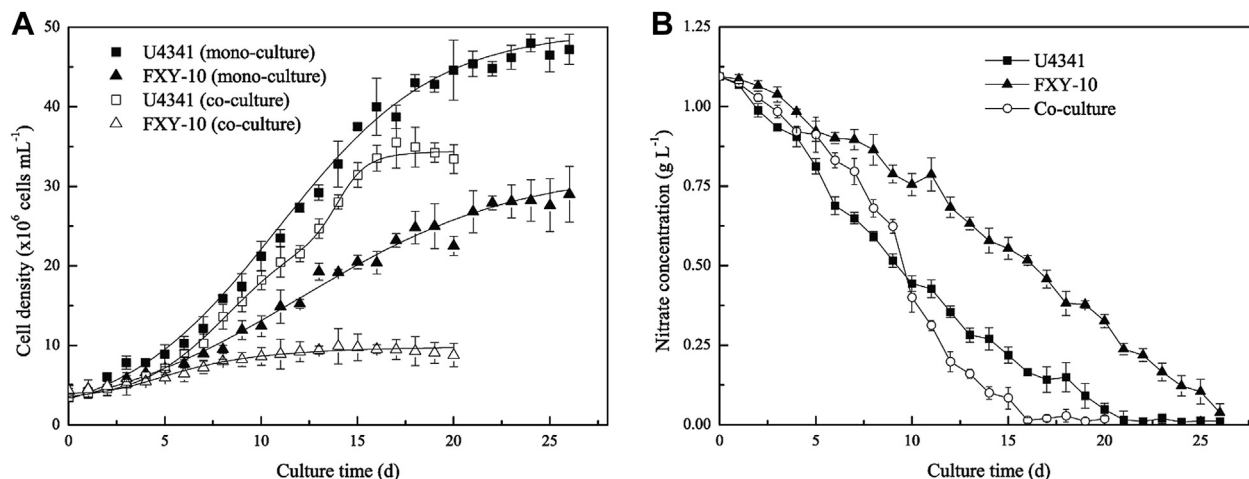 A
50
40
30
20
10
0
Cell density (x10⁶ cells mL⁻¹)
U4341 (mono-culture)
FXY-10 (mono-culture)
U4341 (co-culture)
FXY-10 (co-culture)
0 5 10 15 20 25
Culture time (d)
B
1.25
1.00
0.75
0.50
0.25
0.00
Nitrate concentration (g L⁻¹)
U4341
FXY-10
Co-culture
0 5 10 15 20 25
Culture time (d)